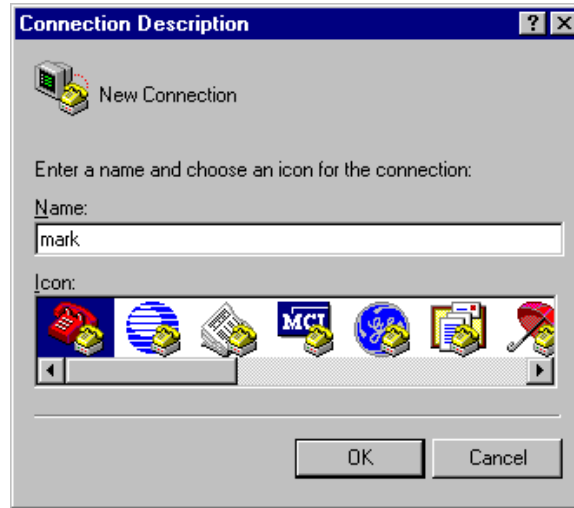 Connection Description
New Connection
Enter a name and choose an icon for the connection:
Name:
mark
Icon:
MCI
OK Cancel